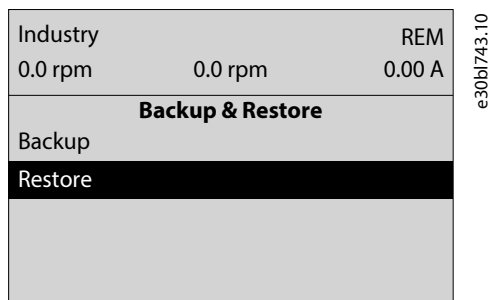 Industry REM
0.0 rpm 0.0 rpm 0.00 A
Backup & Restore
Backup
Restore
e30bl743.10